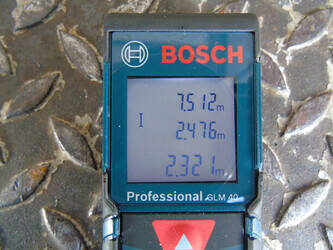 BOSCH
7.512m
2.476m
2.321m
Professional GLM 40